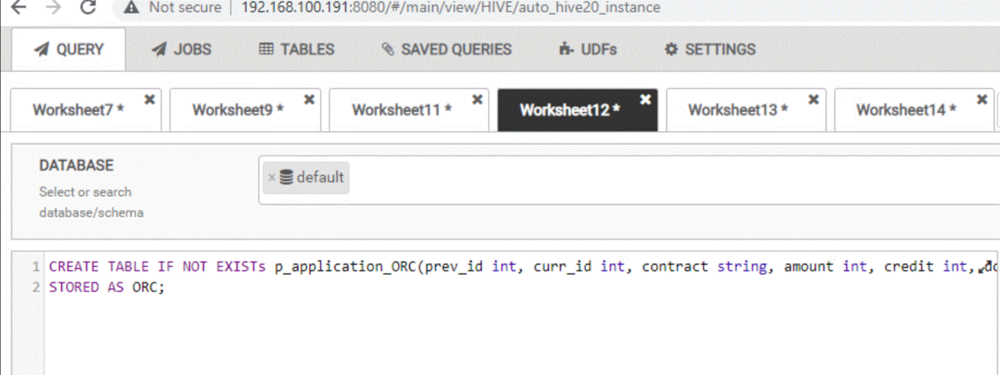 Not secure | 192.168.100.191:8080/#/main/view/HIVE/auto_hive20_instance
QUERY JOBS TABLES SAVED QUERIES UDFs SETTINGS
Worksheet7 * Worksheet9 * Worksheet11 * Worksheet12 * Worksheet13 * Worksheet14 *
DATABASE
Select or search
database/schema
× default
1 CREATE TABLE IF NOT EXISTs p_application_ORC(prev_id int, curr_id int, contract string, amount int, credit int,
2 STORED AS ORC;